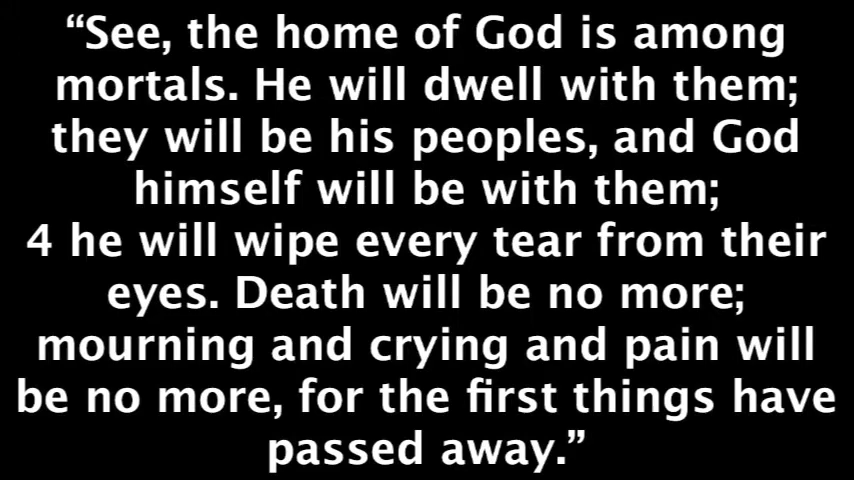 “See, the home of God is among
mortals. He will dwell with them;
they will be his peoples, and God
himself will be with them;
4 he will wipe every tear from their
eyes. Death will be no more;
mourning and crying and pain will
be no more, for the first things have
passed away.”